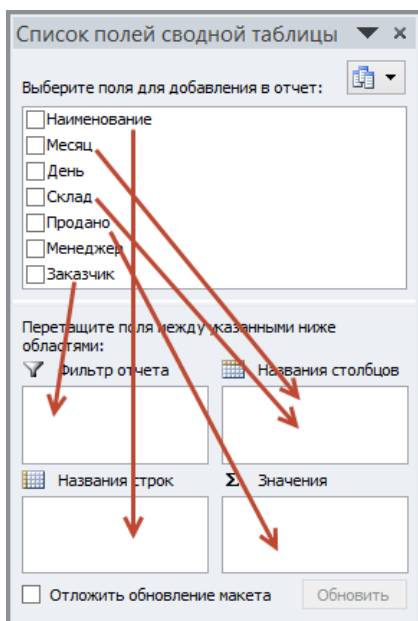 Список полей сводной таблицы
Выберите поля для добавления в отчет:
Наименование
Месяц
День
Склад
Продано
Менеджер
Заказчик
Перетащите поля между указанными ниже
областями:
Фильтр отчета
Названия столбцов
Названия строк
Σ Значения
Отложить обновление макета
Обновить